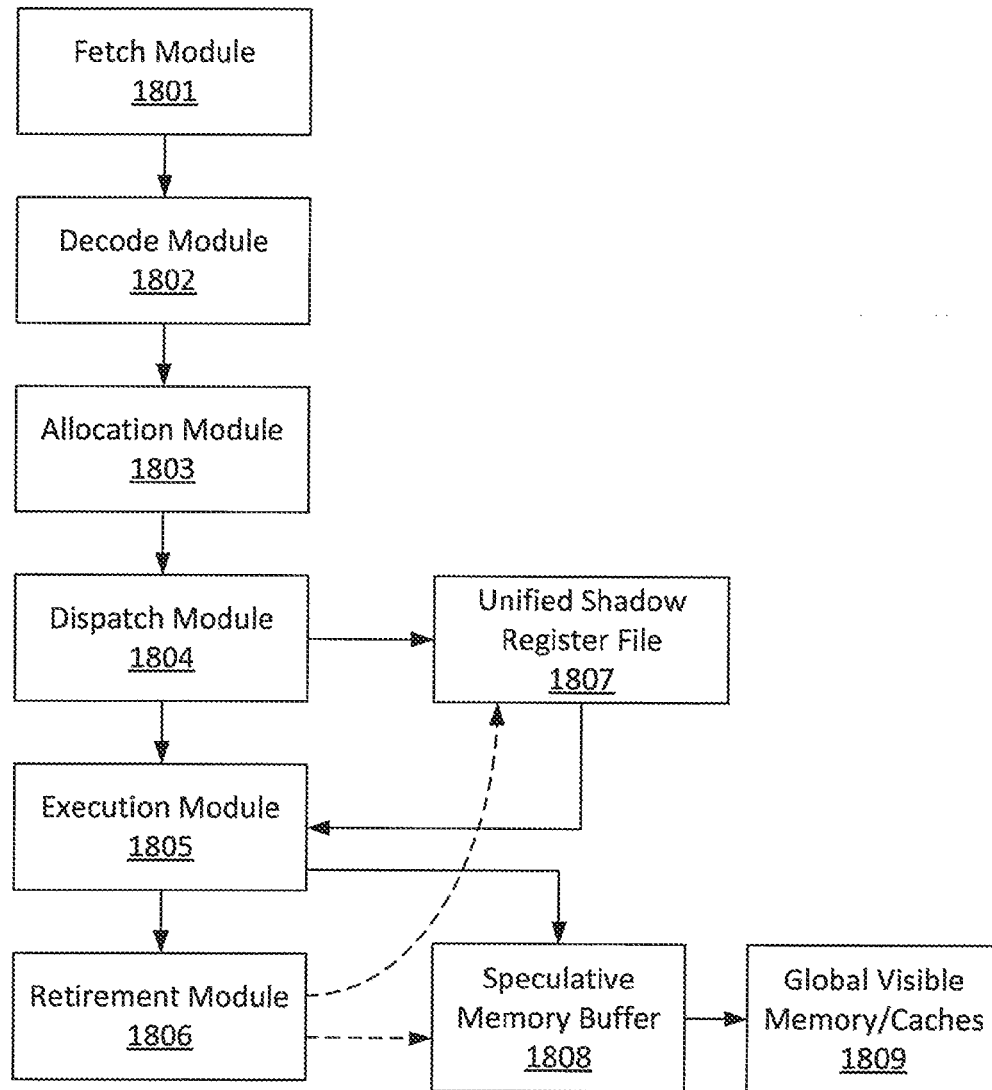 Fetch Module
1801
Decode Module
1802
Allocation Module
1803
Dispatch Module
1804
Unified Shadow
Register File
1807
Execution Module
1805
Retirement Module
1806
Speculative
Memory Buffer
1808
Global Visible
Memory/Caches
1809